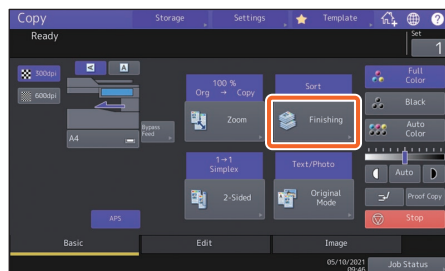 Copy
Storage
Settings
Template
Ready
Set
1
300dpi
600dpi
A
A
A4
Bypass
Feed
APS
100 %
Org → Copy
Zoom
Sort
Finishing
1→1
Simplex
2-Sided
Text/Photo
Original
Mode
Full
Color
Black
Auto
Color
Auto
Proof Copy
Stop
Basic
Edit
Image
05/10/2021
09:46
Job Status